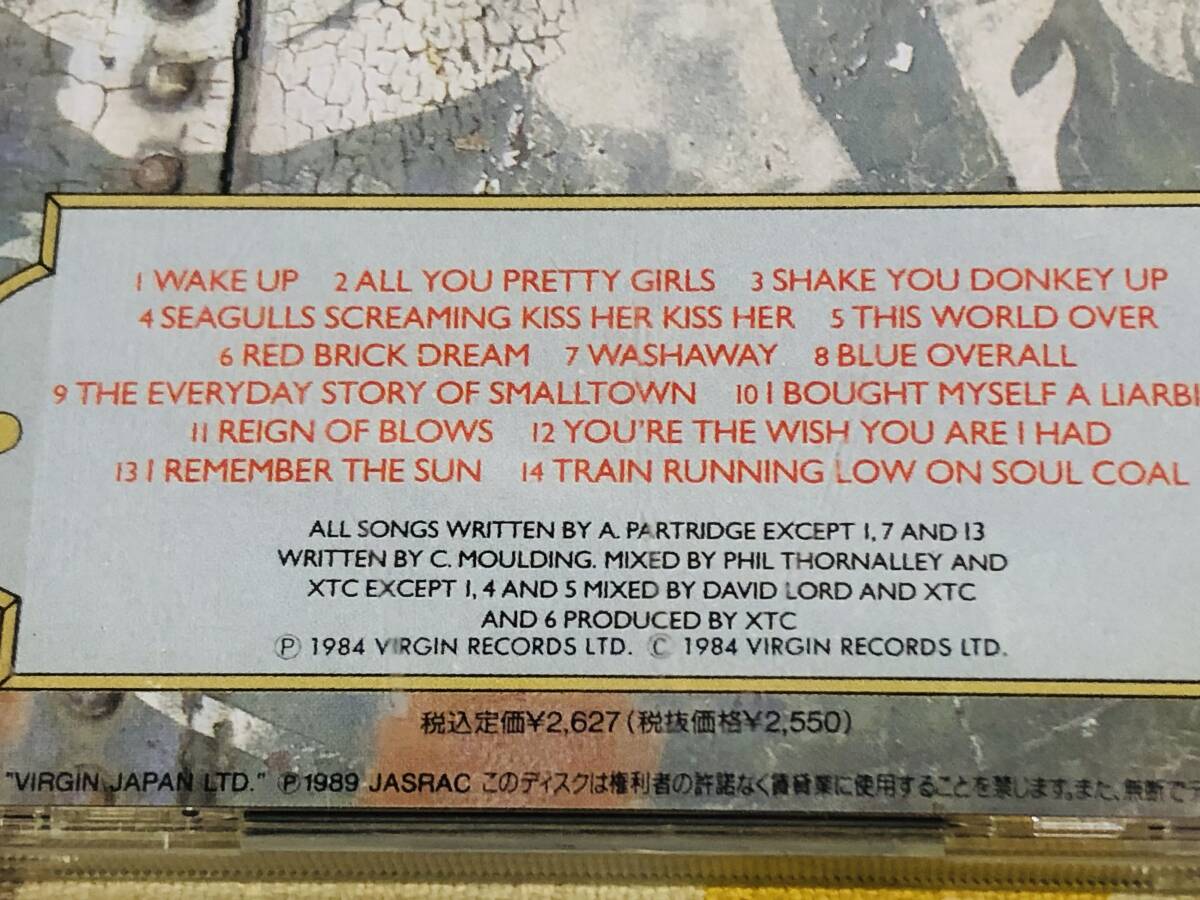 1 WAKE UP 2 ALL YOU PRETTY GIRLS 3 SHAKE YOU DONKEY UP
4 SEAGULLS SCREAMING KISS HER KISS HER 5 THIS WORLD OVER
6 RED BRICK DREAM 7 WASHAWAY 8 BLUE OVERALL
9 THE EVERYDAY STORY OF SMALLTOWN 10 I BOUGHT MYSELF A LIARBI
11 REIGN OF BLOWS 12 YOU'RE THE WISH YOU ARE I HAD
13 I REMEMBER THE SUN 14 TRAIN RUNNING LOW ON SOUL COAL
ALL SONGS WRITTEN BY A. PARTRIDGE EXCEPT 1, 7 AND 13
WRITTEN BY C. MOULDING. MIXED BY PHIL THORNALLEY AND
XTC EXCEPT 1, 4 AND 5 MIXED BY DAVID LORD AND XTC
AND 6 PRODUCED BY XTC
Ⓟ 1984 VIRGIN RECORDS LTD. © 1984 VIRGIN RECORDS LTD.
税込定価¥2,627(税抜価格¥2,550)
"VIRGIN JAPAN LTD." Ⓟ1989 JASRAC このディスクは権利者の許諾なく賃貸業に使用することを禁じます。また、無断で